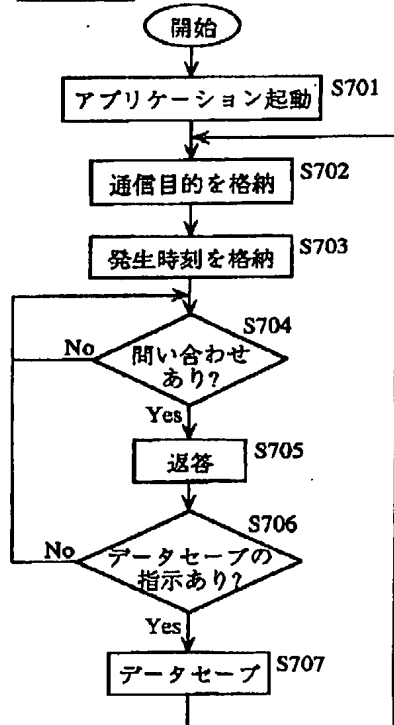 開始
アプリケーション起動
S701
通信目的を格納
S702
発生時刻を格納
S703
S704
問い合わせ
あり?
No
Yes
返答
S705
S706
データセーブの
指示あり?
No
Yes
データセーブ
S707